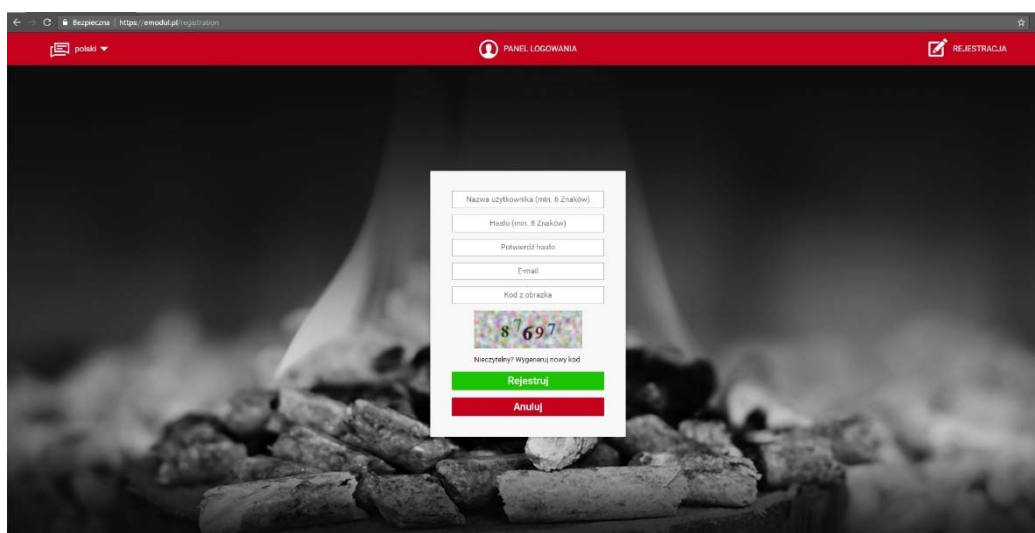 Bezpieczna | https://emodul.pl/registration
polski
PANEL LOGOWANIA
REJESTRACJA
Nazwa użytkownika (min. 6 Znaków)
Hasło (min. 8 Znaków)
Potwierdź hasło
E-mail
Kod z obrazka
87697
Nieczytelny? Wygeneruj nowy kod.
Rejestruj
Anuluj